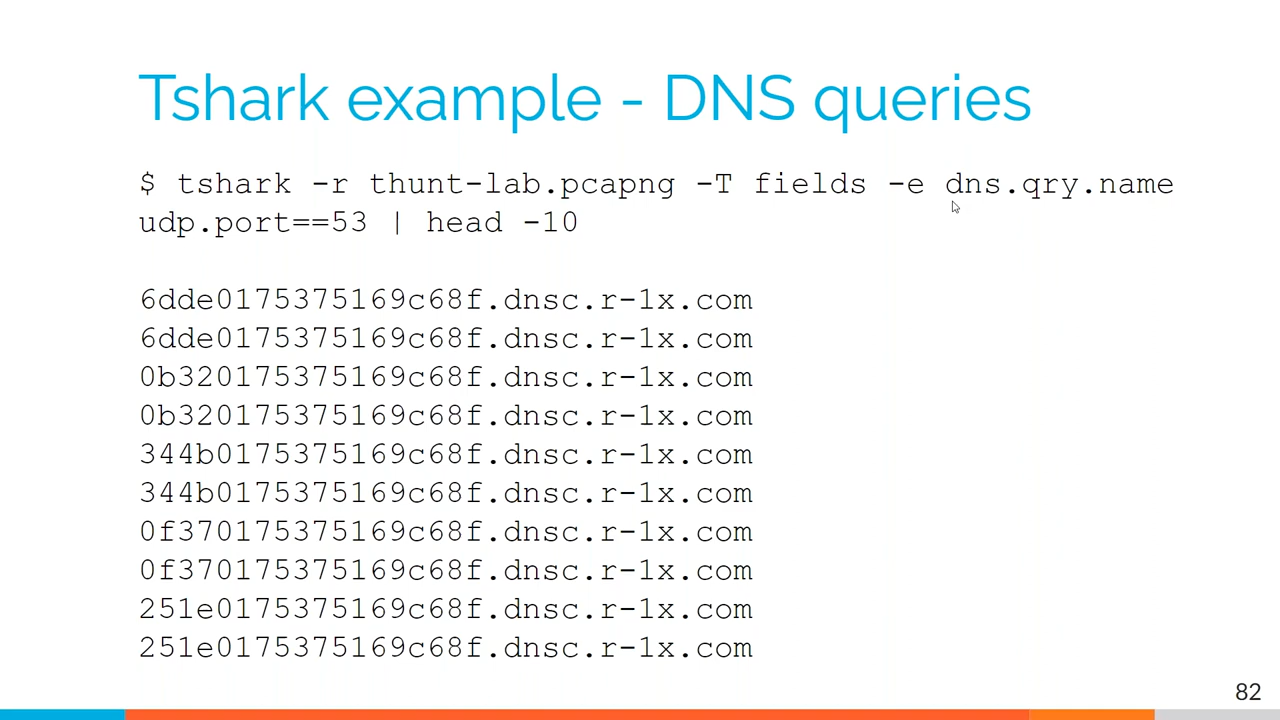 Tshark example - DNS queries
$ tshark -r thunt-lab.pcapng -T fields -e dns.qry.name
udp.port==53 | head -10
6dde0175375169c68f.dnsc.r-1x.com
6dde0175375169c68f.dnsc.r-1x.com
0b320175375169c68f.dnsc.r-1x.com
0b320175375169c68f.dnsc.r-1x.com
344b0175375169c68f.dnsc.r-1x.com
344b0175375169c68f.dnsc.r-1x.com
0f370175375169c68f.dnsc.r-1x.com
0f370175375169c68f.dnsc.r-1x.com
251e0175375169c68f.dnsc.r-1x.com
251e0175375169c68f.dnsc.r-1x.com
82